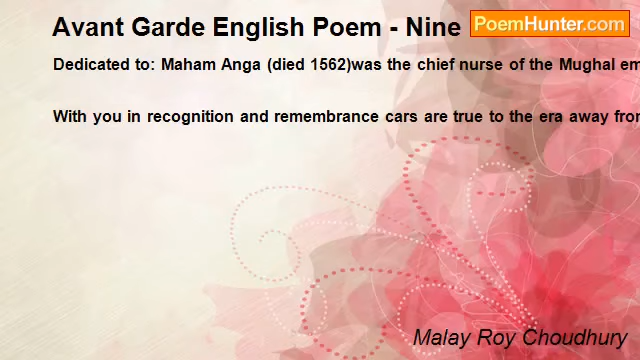 Avant Garde English Poem - Nine
PoemHunter.com
Dedicated to: Maham Anga (died 1562)was the chief nurse of the Mughal em
With you in recognition and remembrance cars are true to the era away from
Malay Roy Choudhury